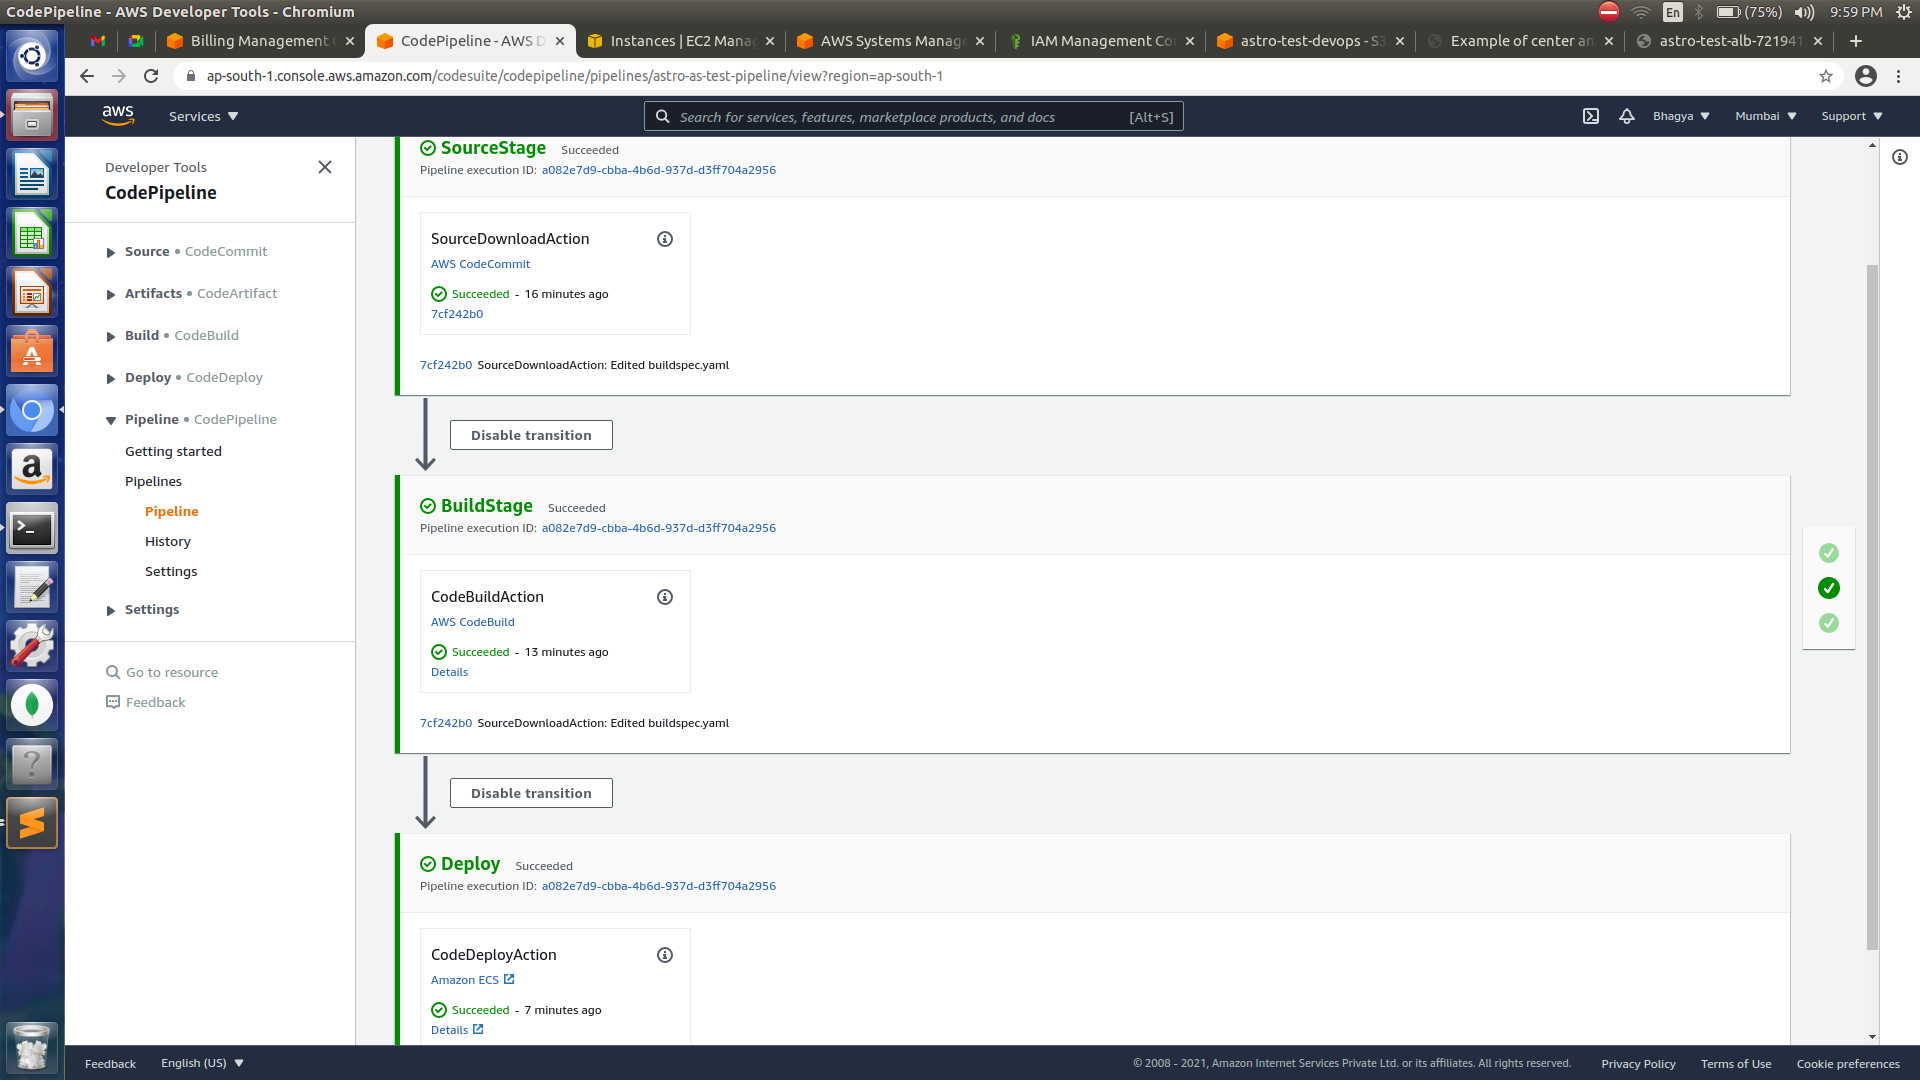 CodePipeline - AWS Developer Tools - Chromium
En
(75%)
9:59 PM
Billing Management
CodePipeline - AWS D
Instances | EC2 Mana
AWS Systems Manage
IAM Management Co
astro-test-devops - S3
Example of center an
astro-test-alb-721941
ap-south-1.console.aws.amazon.com/codesuite/codepipeline/pipelines/astro-as-test-pipeline/view?region=ap-south-1
aws
Services
Search for services, features, marketplace products, and docs
[Alt+S]
Bhagya
Mumbai
Support
Developer Tools
CodePipeline
Source • CodeCommit
Artifacts • CodeArtifact
Build • CodeBuild
Deploy • CodeDeploy
Pipeline • CodePipeline
Getting started
Pipelines
Pipeline
History
Settings
Settings
Go to resource
Feedback
SourceStage Succeeded
Pipeline execution ID: a082e7d9-cbba-4b6d-937d-d3ff704a2956
SourceDownloadAction
AWS CodeCommit
Succeeded - 16 minutes ago
7cf242b0
7cf242b0 SourceDownloadAction: Edited buildspec.yaml
Disable transition
BuildStage Succeeded
Pipeline execution ID: a082e7d9-cbba-4b6d-937d-d3ff704a2956
CodeBuildAction
AWS CodeBuild
Succeeded - 13 minutes ago
Details
7cf242b0 SourceDownloadAction: Edited buildspec.yaml
Disable transition
Deploy Succeeded
Pipeline execution ID: a082e7d9-cbba-4b6d-937d-d3ff704a2956
CodeDeployAction
Amazon ECS
Succeeded - 7 minutes ago
Details
Feedback
English (US)
© 2008 - 2021, Amazon Internet Services Private Ltd. or its affiliates. All rights reserved.
Privacy Policy
Terms of Use
Cookie preferences